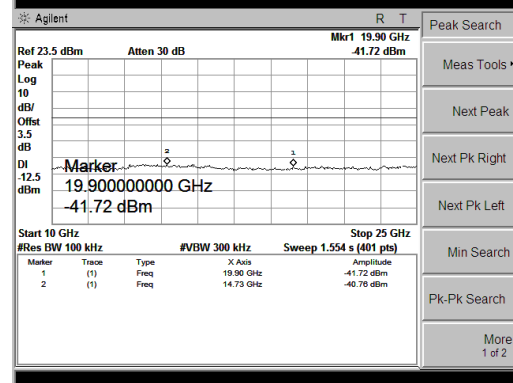 Agilent R T
Peak Search
Mkr1 19.90 GHz
Ref 23.5 dBm Atten 30 dB -41.72 dBm
Peak
Log
10
dB/
Offst
3.5
dB
DI
-12.5
dBm
2
1
Marker
19.900000000 GHz
-41.72 dBm
Start 10 GHz Stop 25 GHz
#Res BW 100 kHz #VBW 300 kHz Sweep 1.554 s (401 pts)
Marker Trace Type X Axis Amplitude
1 (1) Freq 19.90 GHz -41.72 dBm
2 (1) Freq 14.73 GHz -40.76 dBm
Meas Tools
Next Peak
Next Pk Right
Next Pk Left
Min Search
Pk-Pk Search
More
1 of 2